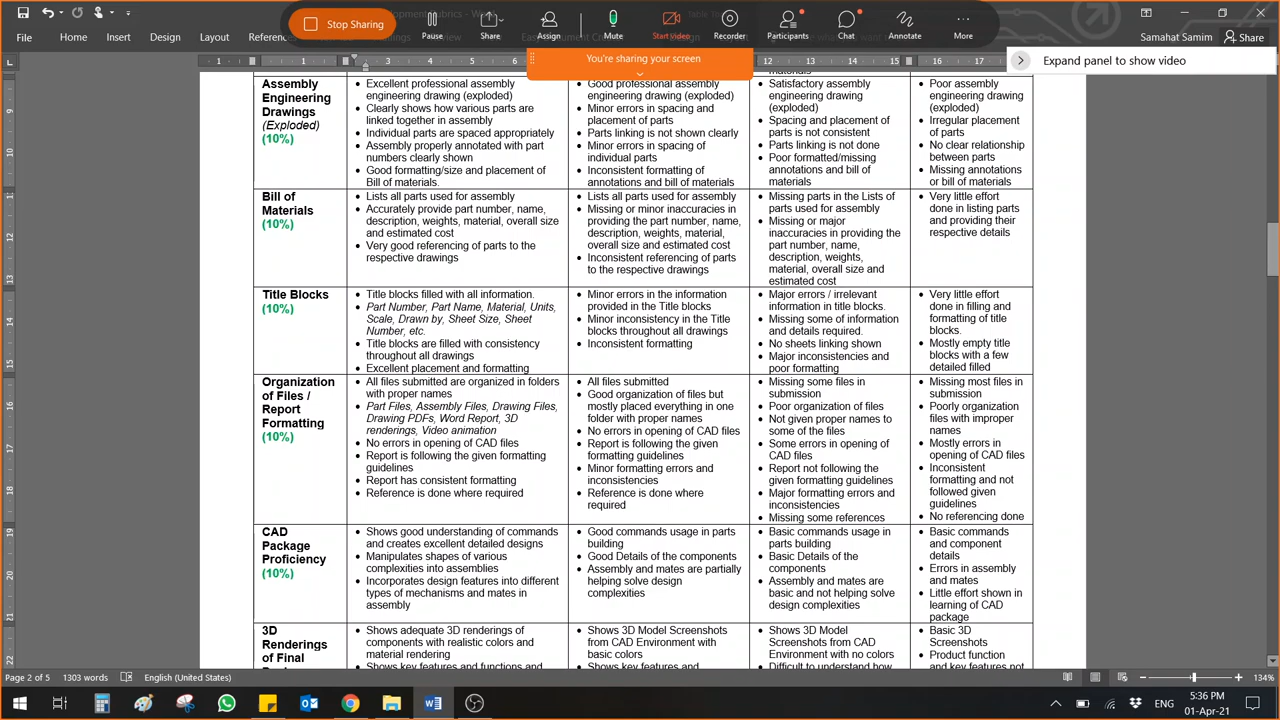 Stop Sharing
Pause
Share
Assign
Mute
Start Video
Recorder
Participants
Chat
Annotate
More
Samahat Samim
Share
File
Home
Insert
Design
Layout
You're sharing your screen
Expand panel to show video
Assembly
Engineering
Drawings
(Exploded)
(10%)
• Excellent professional assembly
engineering drawing (exploded)
• Clearly shows how various parts are
linked together in assembly
• Individual parts are spaced appropriately
• Assembly properly annotated with part
numbers clearly shown
• Good formatting/size and placement of
Bill of materials.
• Good professional assembly
engineering drawing (exploded)
• Minor errors in spacing and
placement of parts
• Parts linking is not shown clearly
• Minor errors in spacing of
individual parts
• Inconsistent formatting of
annotations and bill of materials
materials
• Satisfactory assembly
engineering drawing
(exploded)
• Spacing and placement of
parts is not consistent
• Parts linking is not done
• Poor formatted/missing
annotations and bill of
materials
• Poor assembly
engineering drawing
(exploded)
• Irregular placement
of parts
• No clear relationship
between parts
• Missing annotations
or bill of materials
Bill of
Materials
(10%)
• Lists all parts used for assembly
• Accurately provide part number, name,
description, weights, material, overall size
and estimated cost
• Very good referencing of parts to the
respective drawings
• Lists all parts used for assembly
• Missing or minor inaccuracies in
providing the part number, name,
description, weights, material,
overall size and estimated cost
• Inconsistent referencing of parts
to the respective drawings
• Missing parts in the Lists of
parts used for assembly
• Missing or major
inaccuracies in providing the
part number, name,
description, weights,
material, overall size and
estimated cost
• Very little effort
done in listing parts
and providing their
respective details
Title Blocks
(10%)
• Title blocks filled with all information.
• Part Number, Part Name, Material, Units,
Scale, Drawn by, Sheet Size, Sheet
Number, etc.
• Title blocks are filled with consistency
throughout all drawings
• Excellent placement and formatting
• Minor errors in the information
provided in the Title blocks
• Minor inconsistency in the Title
blocks throughout all drawings
• Inconsistent formatting
• Major errors / irrelevant
information in title blocks.
• Missing some of information
and details required.
• No sheets linking shown
• Major inconsistencies and
poor formatting
• Very little effort
done in filling and
formatting of title
blocks.
• Mostly empty title
blocks with a few
detailed filled
Organization
of Files /
Report
Formatting
(10%)
• All files submitted are organized in folders
with proper names
• Part Files, Assembly Files, Drawing Files,
Drawing PDFs, Word Report, 3D
renderings, Video animation
• No errors in opening of CAD files
• Report is following the given formatting
guidelines
• Report has consistent formatting
• Reference is done where required
• All files submitted
• Good organization of files but
mostly placed everything in one
folder with proper names
• No errors in opening of CAD files
• Report is following the given
formatting guidelines
• Minor formatting errors and
inconsistencies
• Reference is done where
required
• Missing some files in
submission
• Poor organization of files
• Not given proper names to
some of the files
• Some errors in opening of
CAD files
• Report not following the
given formatting guidelines
• Major formatting errors and
inconsistencies
• Missing some references
• Missing most files in
submission
• Poorly organization
files with improper
names
• Mostly errors in
opening of CAD files
• Inconsistent
formatting and not
followed given
guidelines
• No referencing done
CAD
Package
Proficiency
(10%)
• Shows good understanding of commands
and creates excellent detailed designs
• Manipulates shapes of various
complexities into assemblies
• Incorporates design features into different
types of mechanisms and mates in
assembly
• Good commands usage in parts
building
• Good Details of the components
• Assembly and mates are partially
helping solve design
complexities
• Basic commands usage in
parts building
• Basic Details of the
components
• Assembly and mates are
basic and not helping solve
design complexities
• Basic commands
and component
details
• Errors in assembly
and mates
• Little effort shown in
learning of CAD
package
3D
Renderings
of Final
• Shows adequate 3D renderings of
components with realistic colors and
material rendering
• Shows key features and functions and
• Shows 3D Model Screenshots
from CAD Environment with
basic colors
• Shows key features and
• Shows 3D Model
Screenshots from CAD
Environment with no colors
• Difficult to understand how
• Basic 3D
Screenshots
• Product function
and key features not
Page 2 of 5
1303 words
English (United States)
134%
ENG
5:36 PM
01-Apr-21